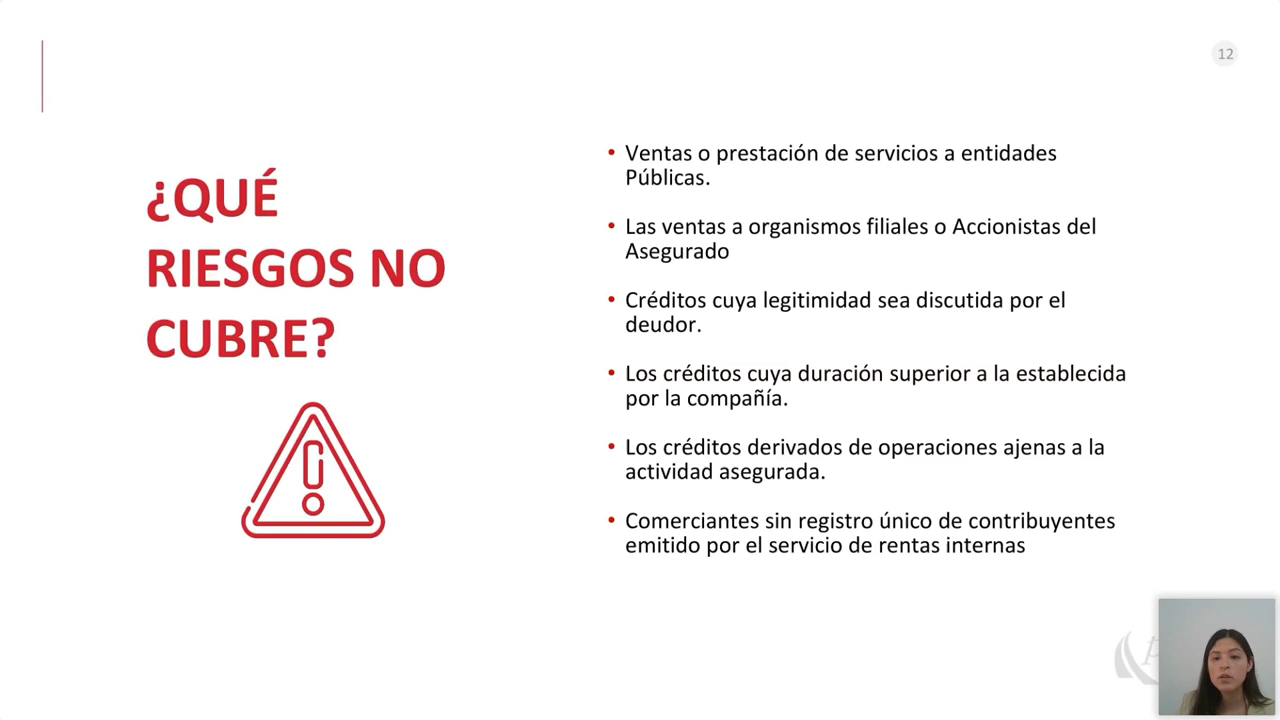 12
¿QUÉ
RIESGOS NO
CUBRE?
• Ventas o prestación de servicios a entidades
Públicas.
• Las ventas a organismos filiales o Accionistas del
Asegurado
• Créditos cuya legitimidad sea discutida por el
deudor.
• Los créditos cuya duración superior a la establecida
por la compañía.
• Los créditos derivados de operaciones ajenas a la
actividad asegurada.
• Comerciantes sin registro único de contribuyentes
emitido por el servicio de rentas internas